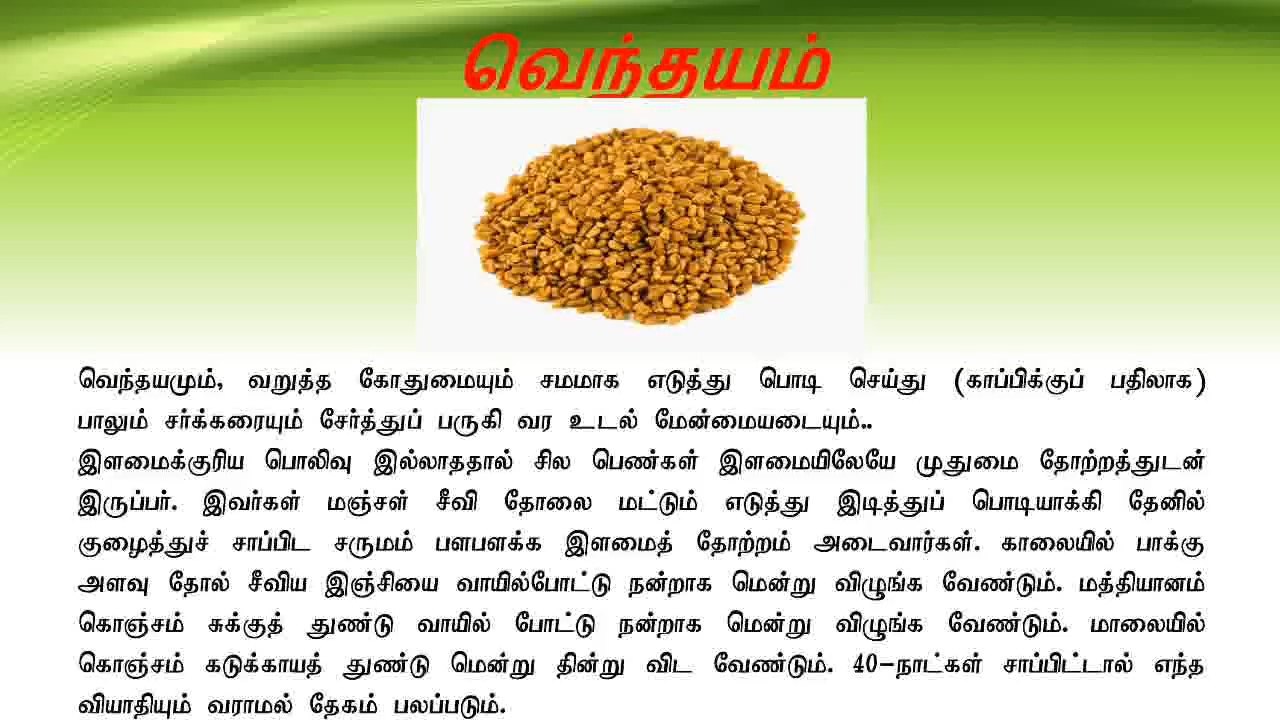 வெந்தயம்
வெந்தயமும், வறுத்த கோதுமையும் சமமாக எடுத்து பொடி செய்து (காப்பிக்குப் பதிலாக)
பாலும் சர்க்கரையும் சேர்த்துப் பருகி வர உடல் மேன்மையடையும்..
இளமைக்குரிய பொலிவு இல்லாததால் சில பெண்கள் இளமையிலேயே முதுமை தோற்றத்துடன்
இருப்பர். இவர்கள் மஞ்சள் சீவி தோலை மட்டும் எடுத்து இடித்துப் பொடியாக்கி தேனில்
குழைத்துச் சாப்பிட சருமம் பளபளக்க இளமைத் தோற்றம் அடைவார்கள். காலையில் பாக்கு
அளவு தோல் சீவிய இஞ்சியை வாயில்போட்டு நன்றாக மென்று விழுங்க வேண்டும். மத்தியானம்
கொஞ்சம் சுக்குத் துண்டு வாயில் போட்டு நன்றாக மென்று விழுங்க வேண்டும். மாலையில்
கொஞ்சம் கடுக்காயத் துண்டு மென்று தின்று விட வேண்டும். 40-நாட்கள் சாப்பிட்டால் எந்த
வியாதியும் வராமல் தேகம் பலப்படும்.